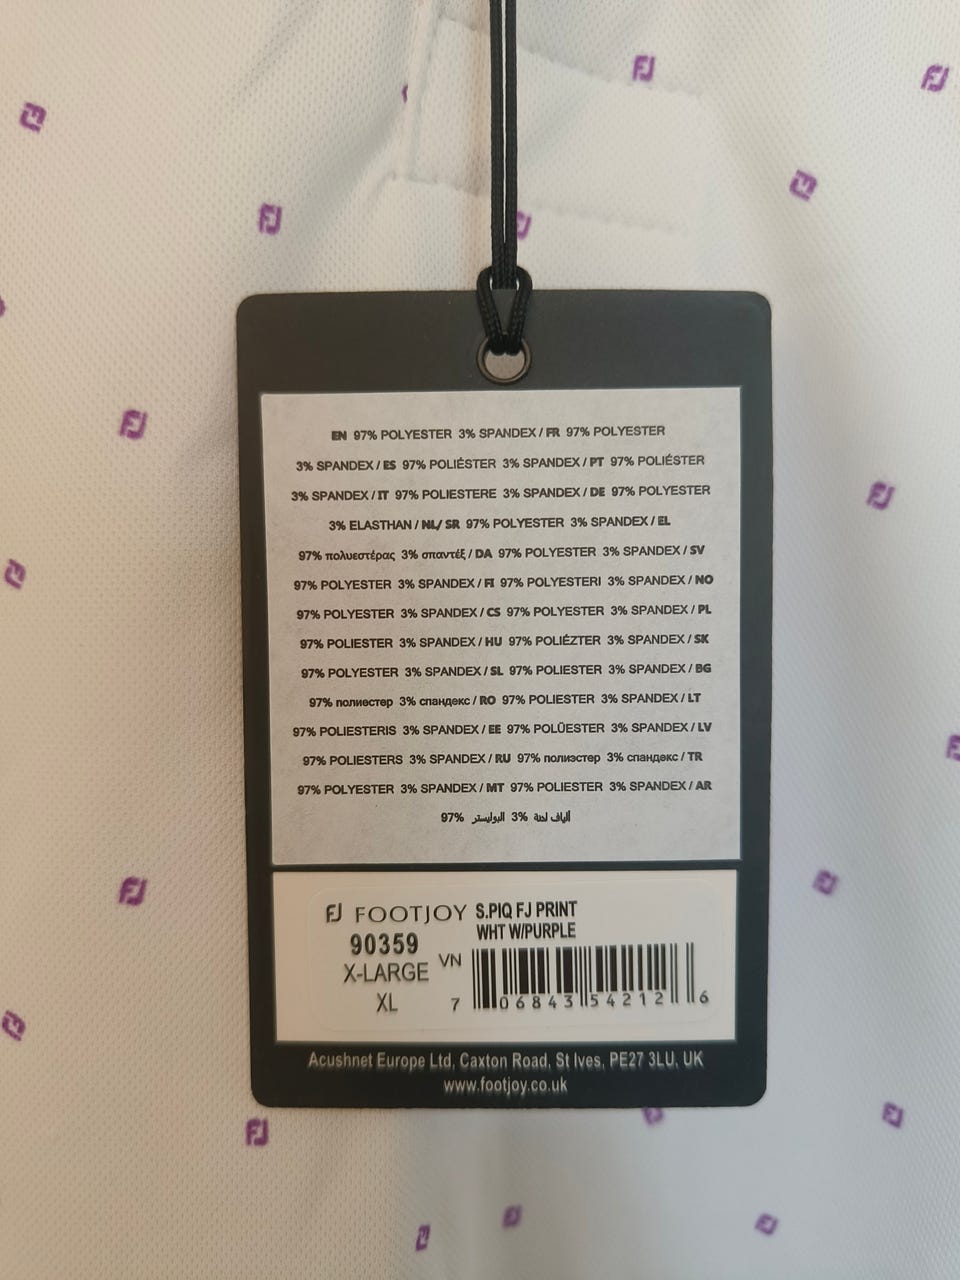 EN 97% POLYESTER 3% SPANDEX / FR 97% POLYESTER
3% SPANDEX / ES 97% POLIÉSTER 3% SPANDEX / PT 97% POLIÉSTER
3% SPANDEX / IT 97% POLIESTERE 3% SPANDEX / DE 97% POLYESTER
3% ELASTHAN / NL/ SR 97% POLYESTER 3% SPANDEX / EL
97% πολυεστέρας 3% σπαντέξ / DA 97% POLYESTER 3% SPANDEX / SV
97% POLYESTER 3% SPANDEX / FI 97% POLYESTERI 3% SPANDEX / NO
97% POLYESTER 3% SPANDEX / CS 97% POLYESTER 3% SPANDEX / PL
97% POLIESTER 3% SPANDEX / HU 97% POLIÉZTER 3% SPANDEX / SK
97% POLYESTER 3% SPANDEX / SL 97% POLIESTER 3% SPANDEX / BG
97% полиестер 3% спандекс / RO 97% POLIESTER 3% SPANDEX / LT
97% POLIESTERIS 3% SPANDEX / EE 97% POLÜESTER 3% SPANDEX / LV
97% POLIESTERS 3% SPANDEX / RU 97% полиэстер 3% спандекс / TR
97% POLYESTER 3% SPANDEX / MT 97% POLIESTER 3% SPANDEX / AR
97% البوليستر 3% ألياف لدنة
FJ FOOTJOY S.PIQ FJ PRINT
WHT W/PURPLE
90359
X-LARGE VN
XL
7 06843 54212 6
Acushnet Europe Ltd, Caxton Road, St Ives, PE27 3LU, UK
www.footjoy.co.uk